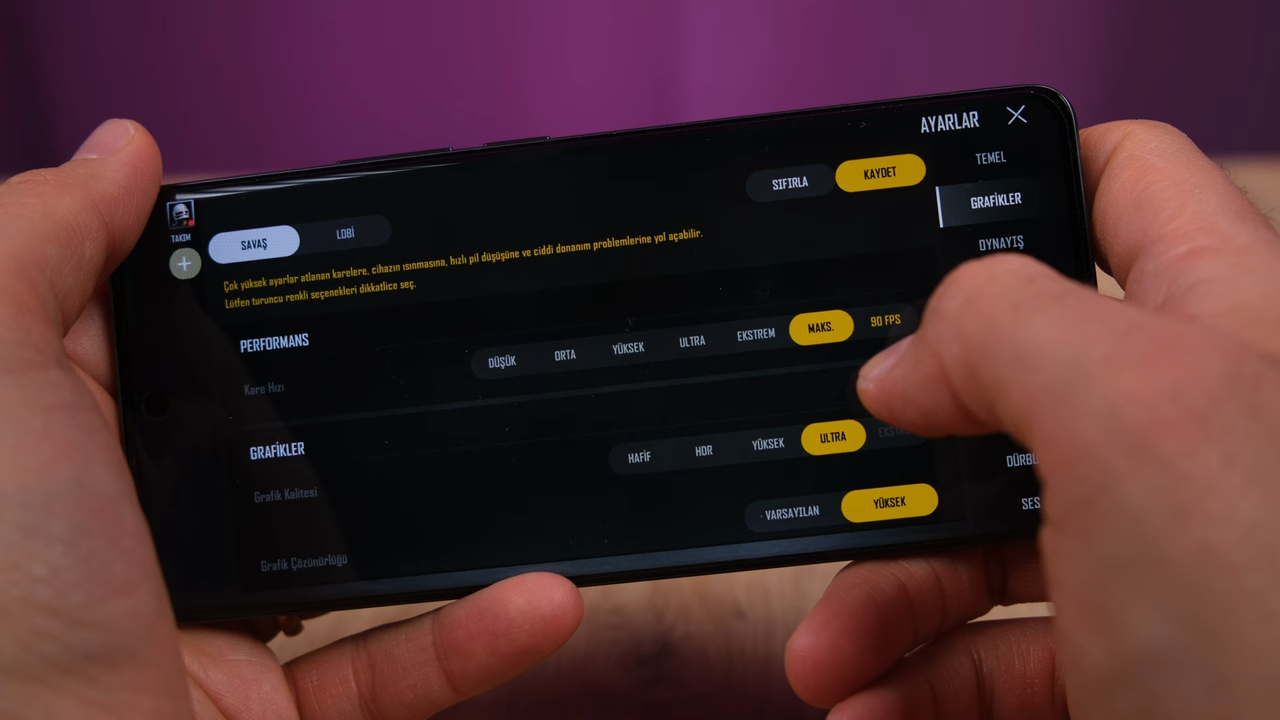 AYARLAR
TEMEL
GRAFİKLER
OYNAYIŞ
SES
TAKIM
SAVAŞ
LOBİ
SIFIRLA
KAYDET
Çok yüksek ayarlar atlanan karelere, cihazın ısınmasına, hızlı pil düşüşüne ve ciddi donanım problemlerine yol açabilir.
Lütfen turuncu renkli seçenekleri dikkatlice seç.
PERFORMANS
Kare Hızı
DÜŞÜK ORTA YÜKSEK ULTRA EKSTREM MAKS. 90 FPS
GRAFİKLER
Grafik Kalitesi
HAFİF HDR YÜKSEK ULTRA
Grafik Çözünürlüğü
VARSAYILAN YÜKSEK